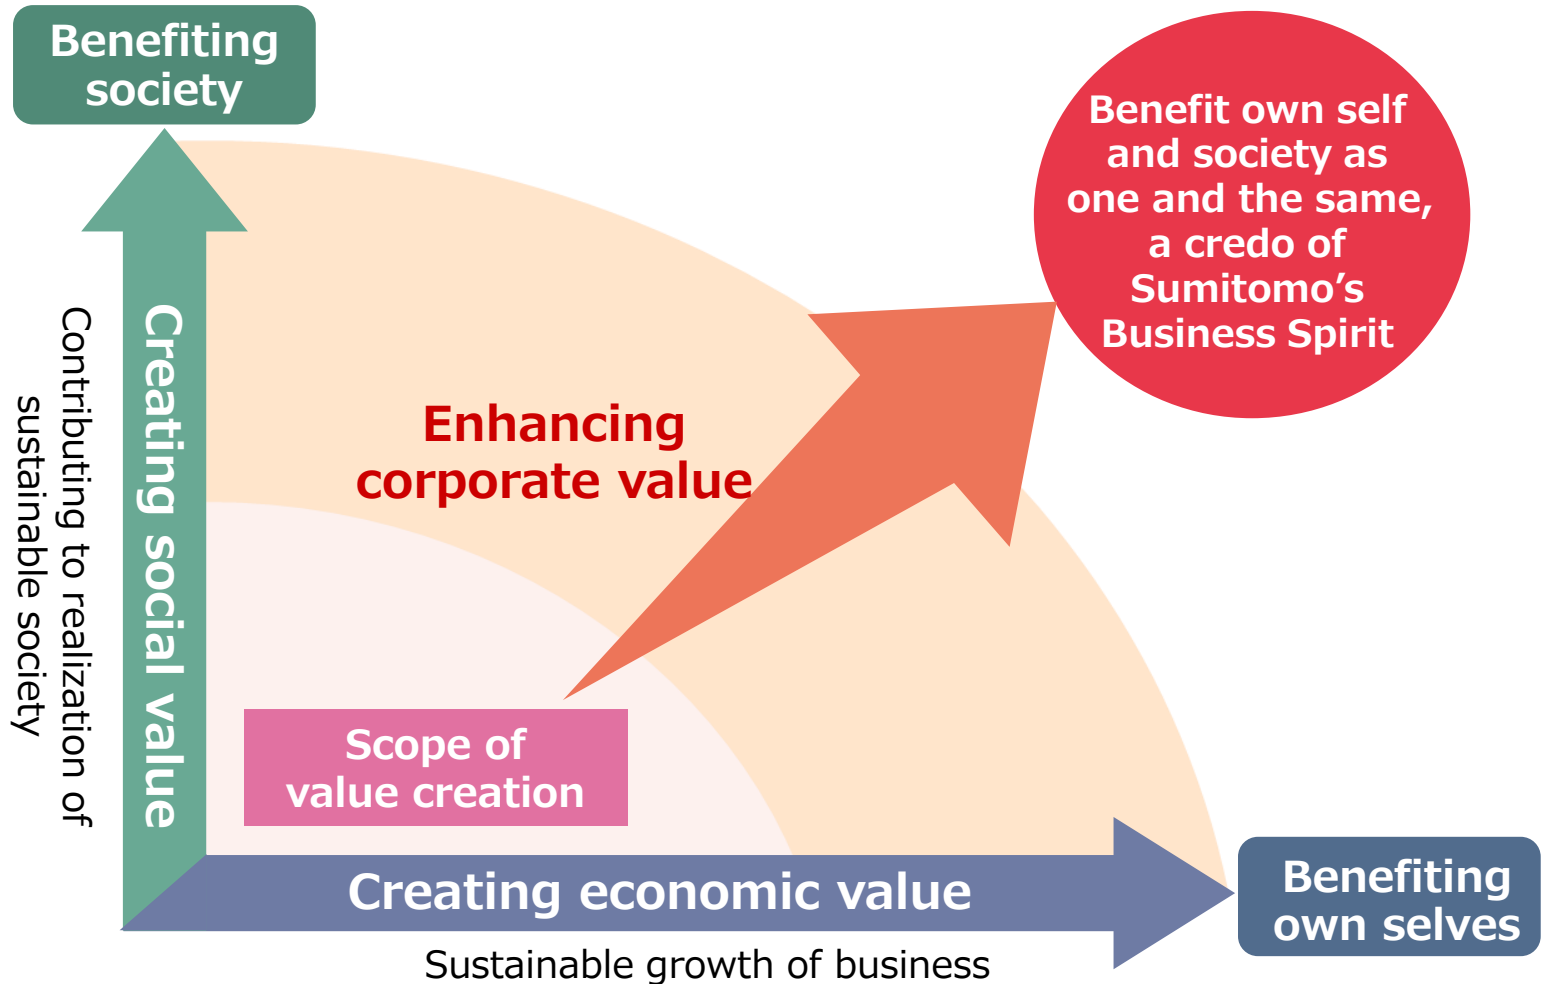 Benefiting
society
Benefit own self
and society as
one and the same,
a credo of
Sumitomo’s
Business Spirit
Contributing to realization of
sustainable society
Creating social value
Enhancing
corporate value
Scope of
value creation
Creating economic value
Benefiting
own selves
Sustainable growth of business